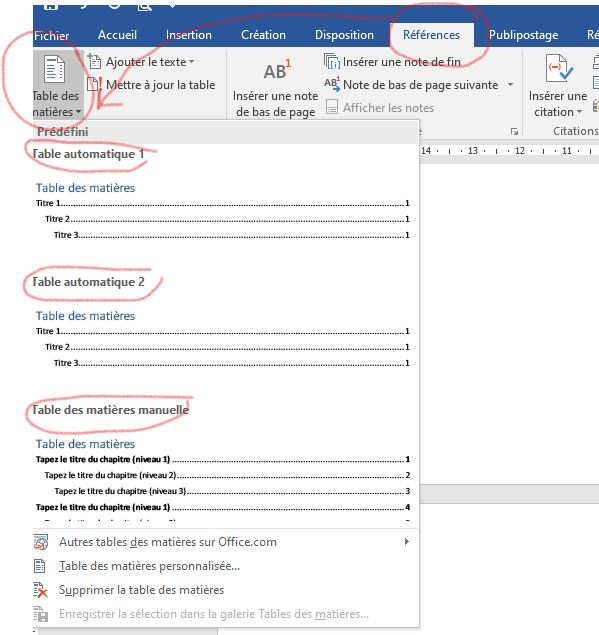 Fichier Accueil Insertion Création Disposition Références Publipostage Ré
Table des matières
Ajouter le texte
Mettre à jour la table
AB¹
Insérer une note de bas de page
Insérer une note de fin
Note de bas de page suivante
Afficher les notes
Insérer une citation
Citations
14 13 12 11
Prédéfini
Table automatique 1
Table des matières
Titre 1 1
Titre 2 1
Titre 3 1
Table automatique 2
Table des matières
Titre 1 1
Titre 2 1
Titre 3 1
Table des matières manuelle
Table des matières
Tapez le titre du chapitre (niveau 1) 1
Tapez le titre du chapitre (niveau 2) 2
Tapez le titre du chapitre (niveau 3) 3
Tapez le titre du chapitre (niveau 1) 4
Autres tables des matières sur Office.com
Table des matières personnalisée...
Supprimer la table des matières
Enregistrer la sélection dans la galerie Tables des matières...